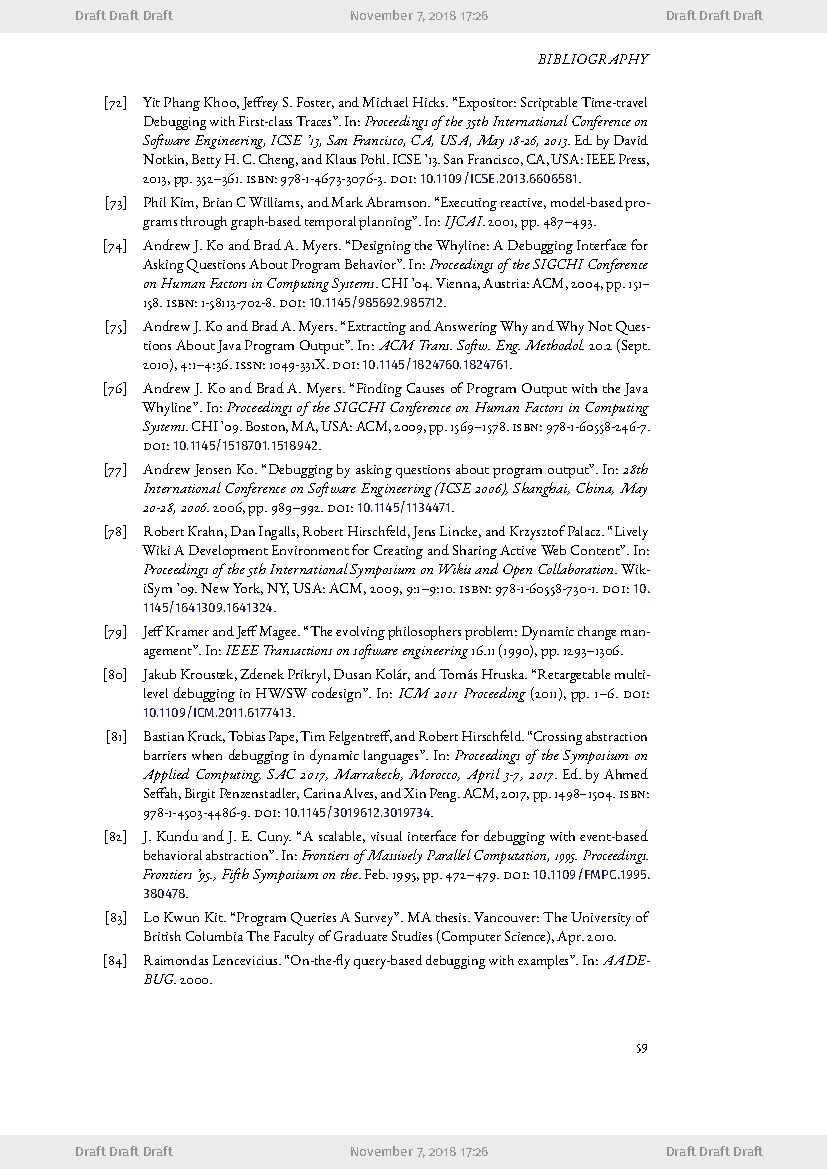 Draft Draft Draft November 7, 2018 17:26 Draft Draft Draft
BIBLIOGRAPHY
[72] Yit Phang Khoo, Jeffrey S. Foster, and Michael Hicks. “Expositor: Scriptable Time-travel
Debugging with First-class Traces”. In: Proceedings of the 35th International Conference on
Software Engineering, ICSE ’13, San Francisco, CA, USA, May 18-26, 2013. Ed. by David
Notkin, Betty H. C. Cheng, and Klaus Pohl. ICSE ’13. San Francisco, CA, USA: IEEE Press,
2013, pp. 352–361. ISBN: 978-1-4673-3076-3. DOI: 10.1109/ICSE.2013.6606581.
[73] Phil Kim, Brian C Williams, and Mark Abramson. “Executing reactive, model-based pro-
grams through graph-based temporal planning”. In: IJCAI. 2001, pp. 487–493.
[74] Andrew J. Ko and Brad A. Myers. “Designing the Whyline: A Debugging Interface for
Asking Questions About Program Behavior”. In: Proceedings of the SIGCHI Conference
on Human Factors in Computing Systems. CHI ’04. Vienna, Austria: ACM, 2004, pp. 151–
158. ISBN: 1-58113-702-8. DOI: 10.1145/985692.985712.
[75] Andrew J. Ko and Brad A. Myers. “Extracting and Answering Why and Why Not Ques-
tions About Java Program Output”. In: ACM Trans. Softw. Eng. Methodol. 20.2 (Sept.
2010), 4:1–4:36. ISSN: 1049-331X. DOI: 10.1145/1824760.1824761.
[76] Andrew J. Ko and Brad A. Myers. “Finding Causes of Program Output with the Java
Whyline”. In: Proceedings of the SIGCHI Conference on Human Factors in Computing
Systems. CHI ’09. Boston, MA, USA: ACM, 2009, pp. 1569–1578. ISBN: 978-1-60558-246-7.
DOI: 10.1145/1518701.1518942.
[77] Andrew Jensen Ko. “Debugging by asking questions about program output”. In: 28th
International Conference on Software Engineering (ICSE 2006), Shanghai, China, May
20-28, 2006. 2006, pp. 989–992. DOI: 10.1145/1134471.
[78] Robert Krahn, Dan Ingalls, Robert Hirschfeld, Jens Lincke, and Krzysztof Palacz. “Lively
Wiki A Development Environment for Creating and Sharing Active Web Content”. In:
Proceedings of the 5th International Symposium on Wikis and Open Collaboration. Wik-
iSym ’09. New York, NY, USA: ACM, 2009, 9:1–9:10. ISBN: 978-1-60558-730-1. DOI: 10.
1145/1641309.1641324.
[79] Jeff Kramer and Jeff Magee. “The evolving philosophers problem: Dynamic change man-
agement”. In: IEEE Transactions on software engineering 16.11 (1990), pp. 1293–1306.
[80] Jakub Kroustek, Zdenek Prikryl, Dusan Kolár, and Tomás Hruska. “Retargetable multi-
level debugging in HW/SW codesign”. In: ICM 2011 Proceeding (2011), pp. 1–6. DOI:
10.1109/ICM.2011.6177413.
[81] Bastian Kruck, Tobias Pape, Tim Felgentreff, and Robert Hirschfeld. “Crossing abstraction
barriers when debugging in dynamic languages”. In: Proceedings of the Symposium on
Applied Computing, SAC 2017, Marrakech, Morocco, April 3-7, 2017. Ed. by Ahmed
Seffah, Birgit Penzenstadler, Carina Alves, and Xin Peng. ACM, 2017, pp. 1498–1504. ISBN:
978-1-4503-4486-9. DOI: 10.1145/3019612.3019734.
[82] J. Kundu and J. E. Cuny. “A scalable, visual interface for debugging with event-based
behavioral abstraction”. In: Frontiers of Massively Parallel Computation, 1995. Proceedings.
Frontiers ’95., Fifth Symposium on the. Feb. 1995, pp. 472–479. DOI: 10.1109/FMPC.1995.
380478.
[83] Lo Kwun Kit. “Program Queries A Survey”. MA thesis. Vancouver: The University of
British Columbia The Faculty of Graduate Studies (Computer Science), Apr. 2010.
[84] Raimondas Lencevicius. “On-the-fly query-based debugging with examples”. In: AADE-
BUG. 2000.
59
Draft Draft Draft November 7, 2018 17:26 Draft Draft Draft